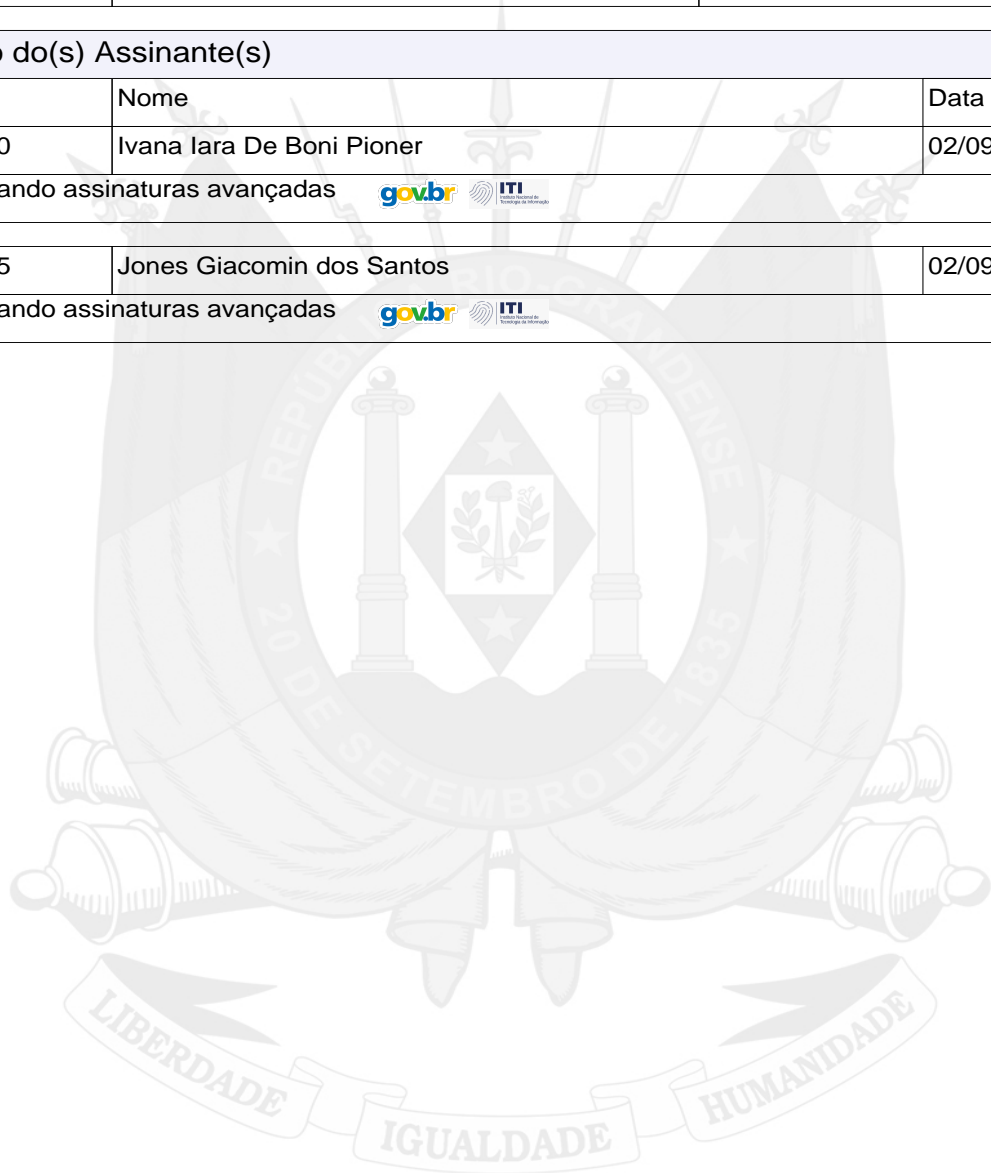 o do(s) Assinante(s)
Nome Data
0 Ivana Iara De Boni Pioner 02/09
ando assinaturas avançadas gov.br ITI
5 Jones Giacomin dos Santos 02/09
ando assinaturas avançadas gov.br ITI
REPÚBLICA RIO-GRANDENSE
20 DE SETEMBRO DE 1835
LIBERDADE IGUALDADE HUMANIDADE